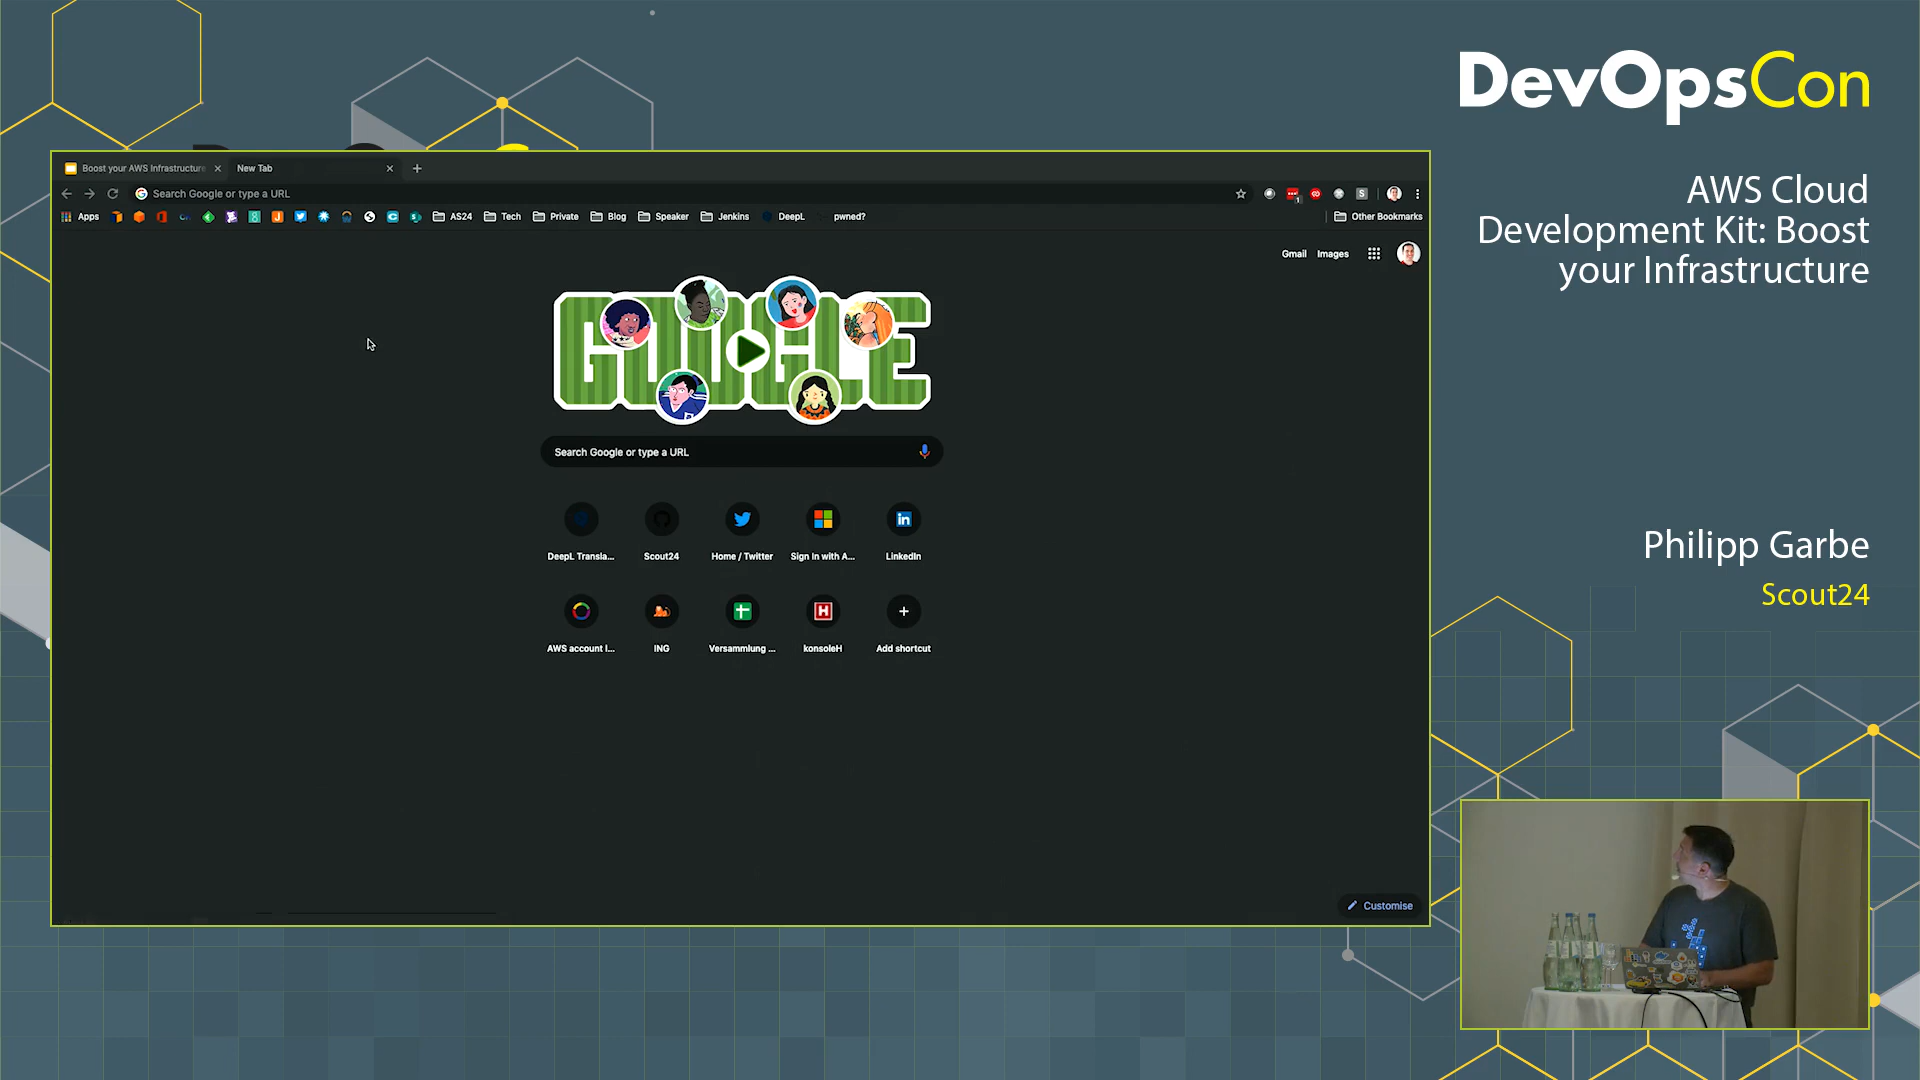 DevOpsCon
AWS Cloud
Development Kit: Boost
your Infrastructure
Philipp Garbe
Scout24
Boost your AWS Infrastructure
New Tab
Search Google or type a URL
Apps
AS24
Tech
Private
Blog
Speaker
Jenkins
DeepL
pwned?
Other Bookmarks
Gmail
Images
GOOGLE
Search Google or type a URL
DeepL Transla...
Scout24
Home / Twitter
Sign in with A...
LinkedIn
AWS account l...
ING
Versammlung ...
konsoleH
Add shortcut
Customise